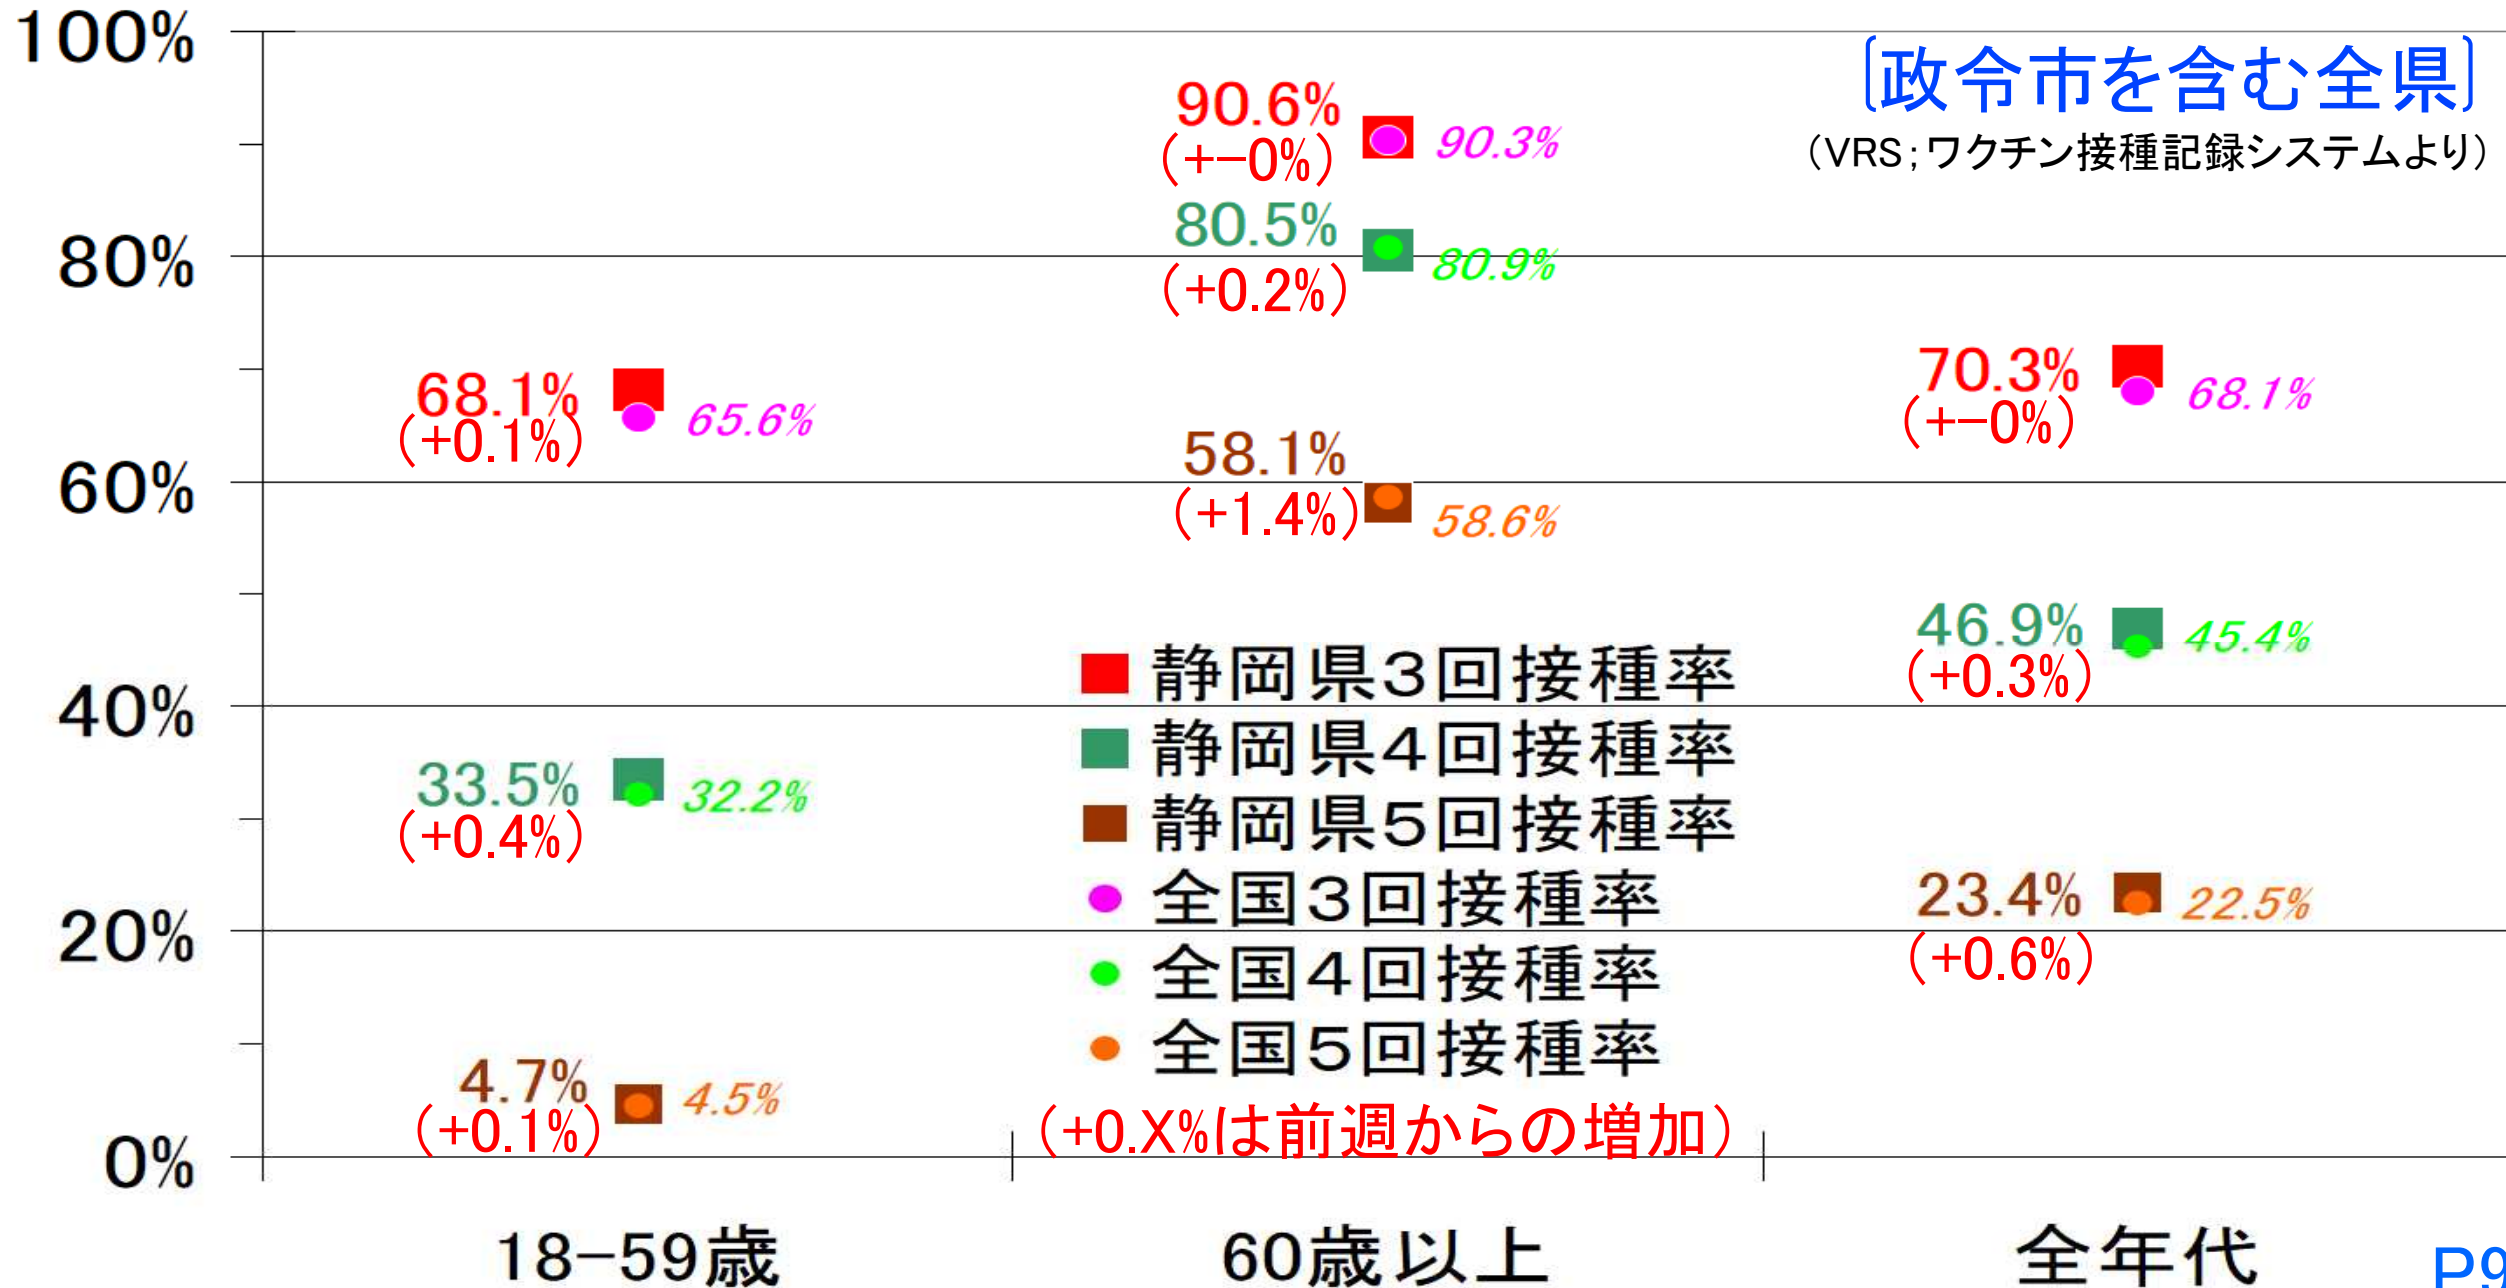 100%
80%
60%
40%
20%
0%
［政令市を含む全県］
（VRS；ワクチン接種記録システムより）
68.1%
（+0.1%）
65.6%
33.5%
（+0.4%）
32.2%
4.7%
（+0.1%）
4.5%
90.6%
（+−0%）
90.3%
80.5%
（+0.2%）
80.9%
58.1%
（+1.4%）
58.6%
70.3%
（+−0%）
68.1%
46.9%
（+0.3%）
45.4%
23.4%
（+0.6%）
22.5%
静岡県3回接種率
静岡県4回接種率
静岡県5回接種率
全国3回接種率
全国4回接種率
全国5回接種率
（+0.X%は前週からの増加）
18−59歳
60歳以上
全年代
P9